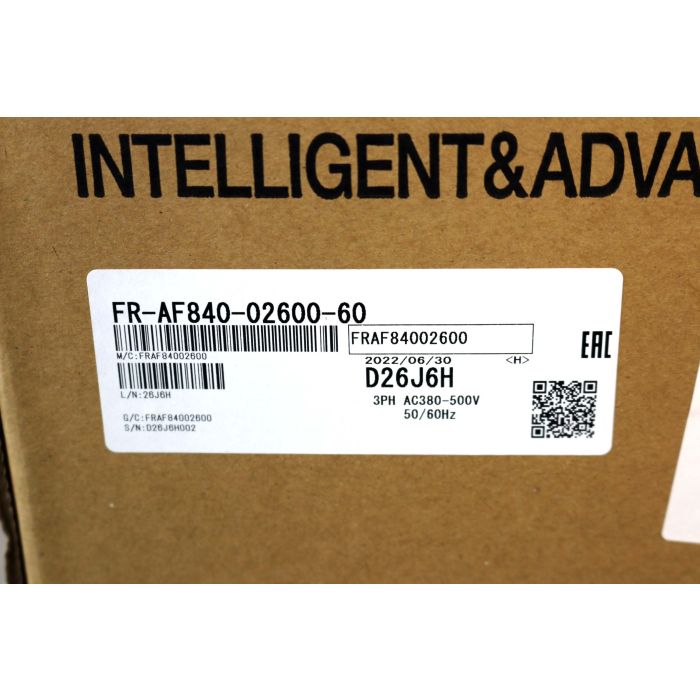 INTELLIGENT&ADVA
FR-AF840-02600-60
FRAF84002600
M/C:FRAF84002600
2022/06/30 <H>
D26J6H
L/N:26J6H
3PH AC380-500V
50/60Hz
G/C:FRAF84002600
S/N:D26J6H002
EAC